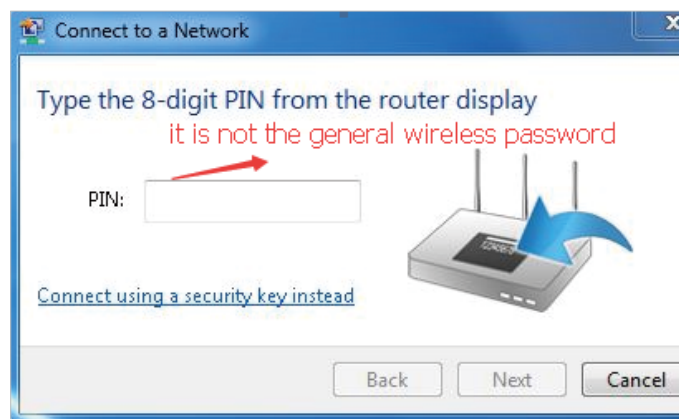 Connect to a Network
Type the 8-digit PIN from the router display
it is not the general wireless password
PIN:
12345670
Connect using a security key instead
Back
Next
Cancel